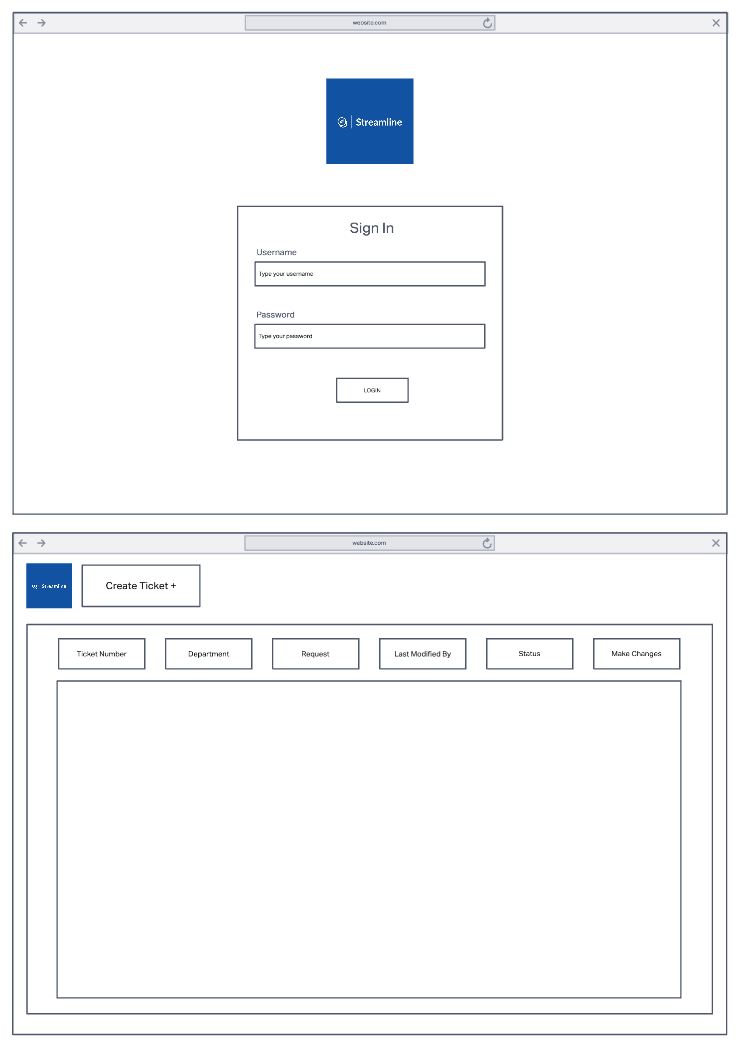 website.com
Streamline
Sign In
Username
Type your username
Password
Type your password
LOGIN
website.com
Streamline
Create Ticket +
Ticket Number
Department
Request
Last Modified By
Status
Make Changes